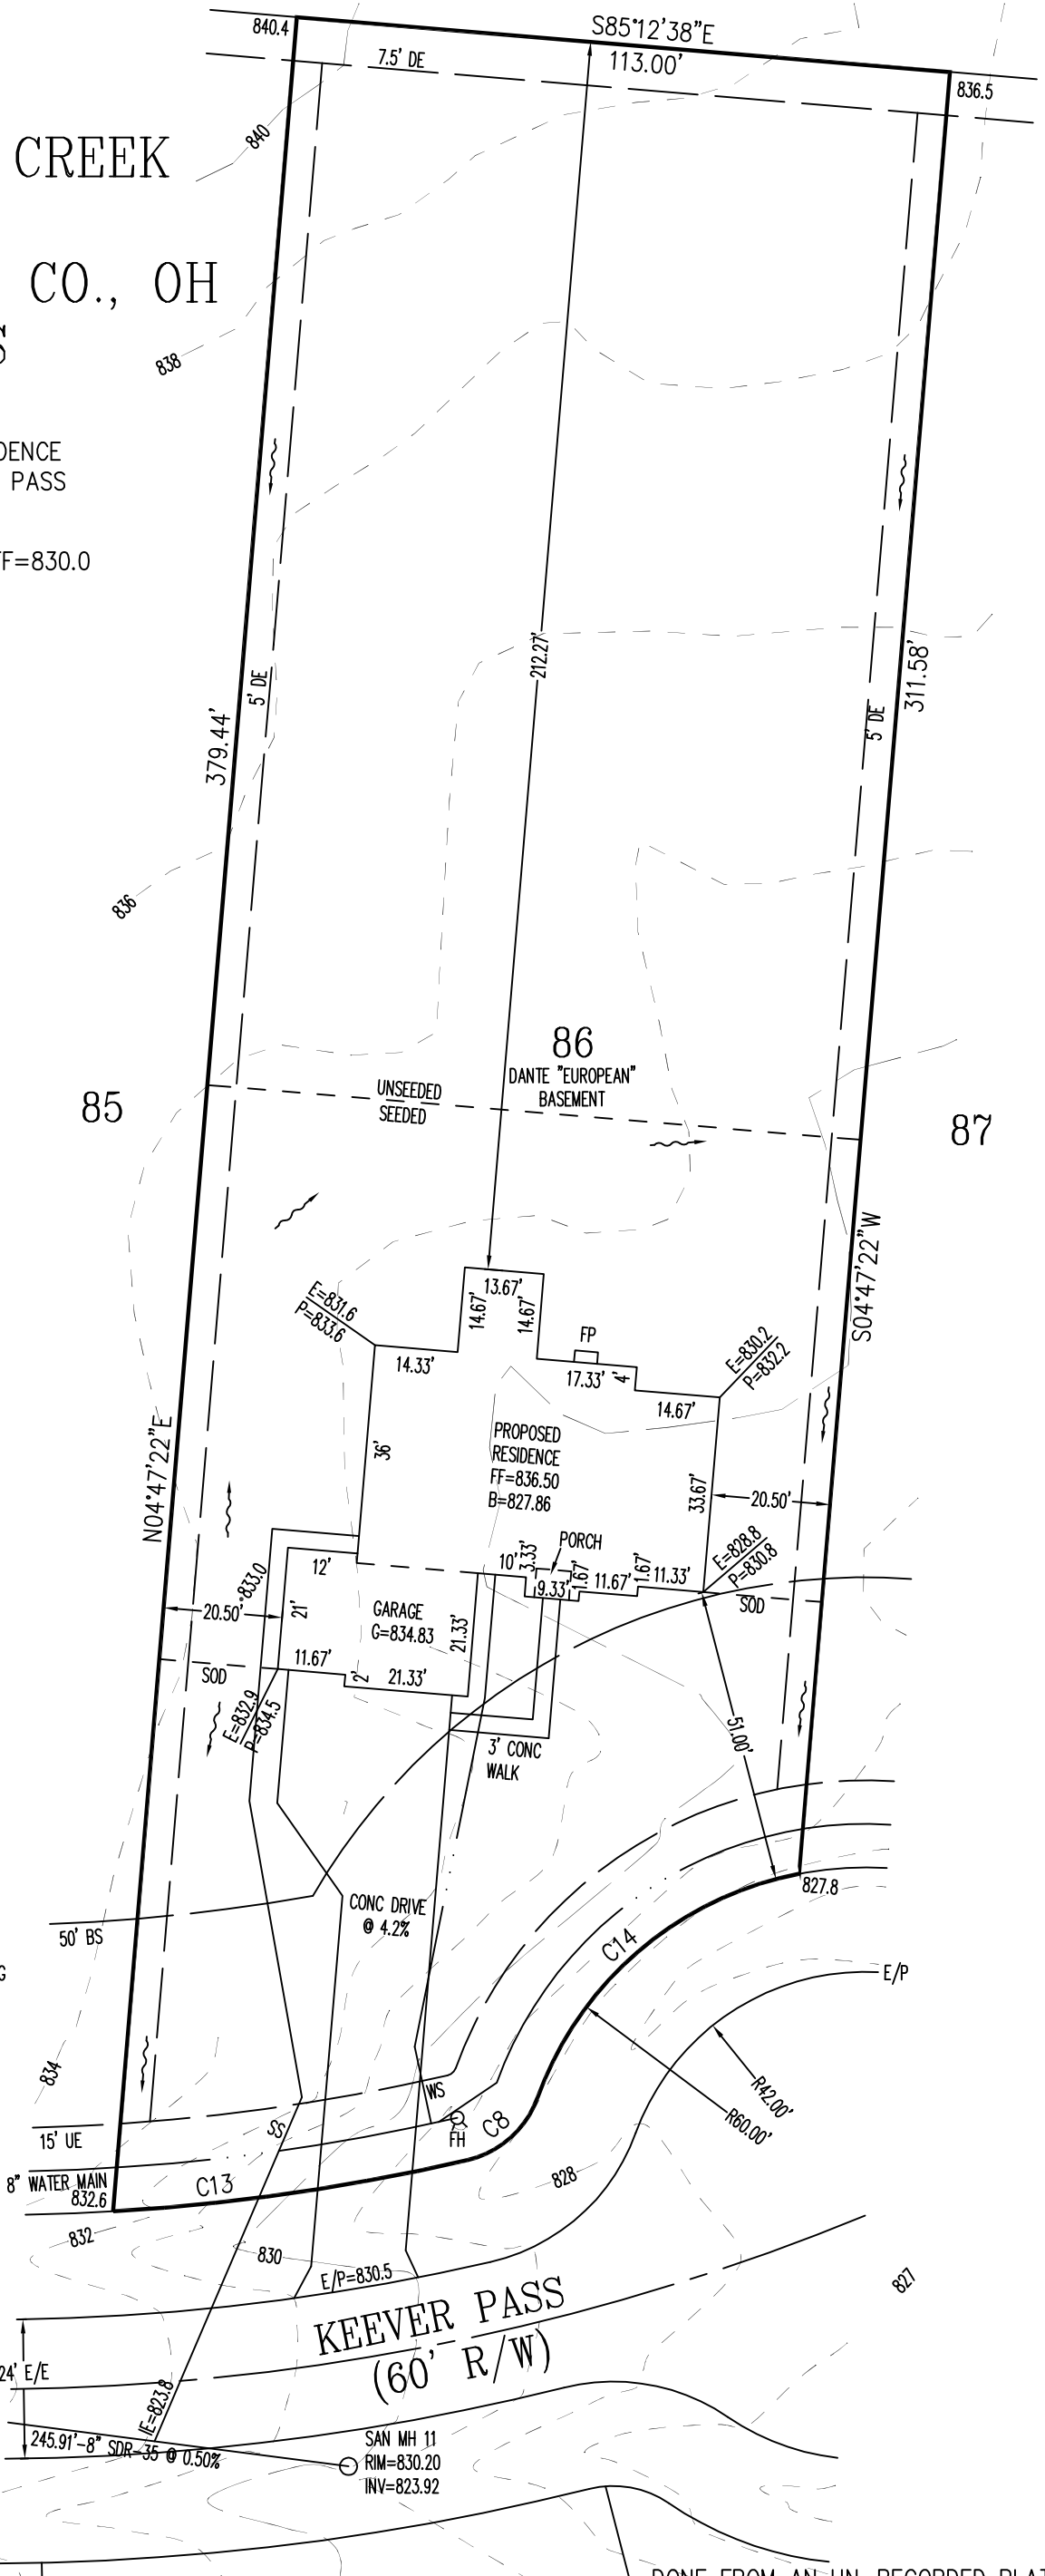 S85°12'38"E
840.4
7.5' DE
113.00'
836.5
840
CREEK
CO., OH
838
DENCE
PASS
F=830.0
212.27'
5' DE
311.58'
5' DE
379.44'
836
86
DANTE "EUROPEAN"
BASEMENT
UNSEEDED
SEEDED
85
87
S04°47'22"W
E=831.6
P=833.6
13.67'
14.67'
14.67'
FP
E=830.2
P=832.2
14.33'
17.33'
4'
14.67'
N04°47'22"E
36'
PROPOSED
RESIDENCE
FF=836.50
B=827.86
33.67'
20.50'
PORCH
E=828.8
P=830.8
833.0
12'
10'
3.33'
9.33'
1.67'
11.67'
1.67'
11.33'
SOD
20.50'
21'
GARAGE
G=834.83
21.33'
SOD
11.67'
2'
21.33'
E=832.9
P=834.5
3' CONC
WALK
51.00'
827.8
CONC DRIVE
@ 4.2%
50' BS
G
C14
E/P
834
R42.00'
R60.00'
WS
SS
FH
C8
15' UE
8" WATER MAIN
832.6
C13
828
832
830
E/P=830.5
827
KEEVER PASS
(60' R/W)
24' E/E
IE=823.8
245.91'-8" SDR-35 @ 0.50%
SAN MH 11
RIM=830.20
INV=823.92
DONE FROM AN UN-RECORDED PLAT